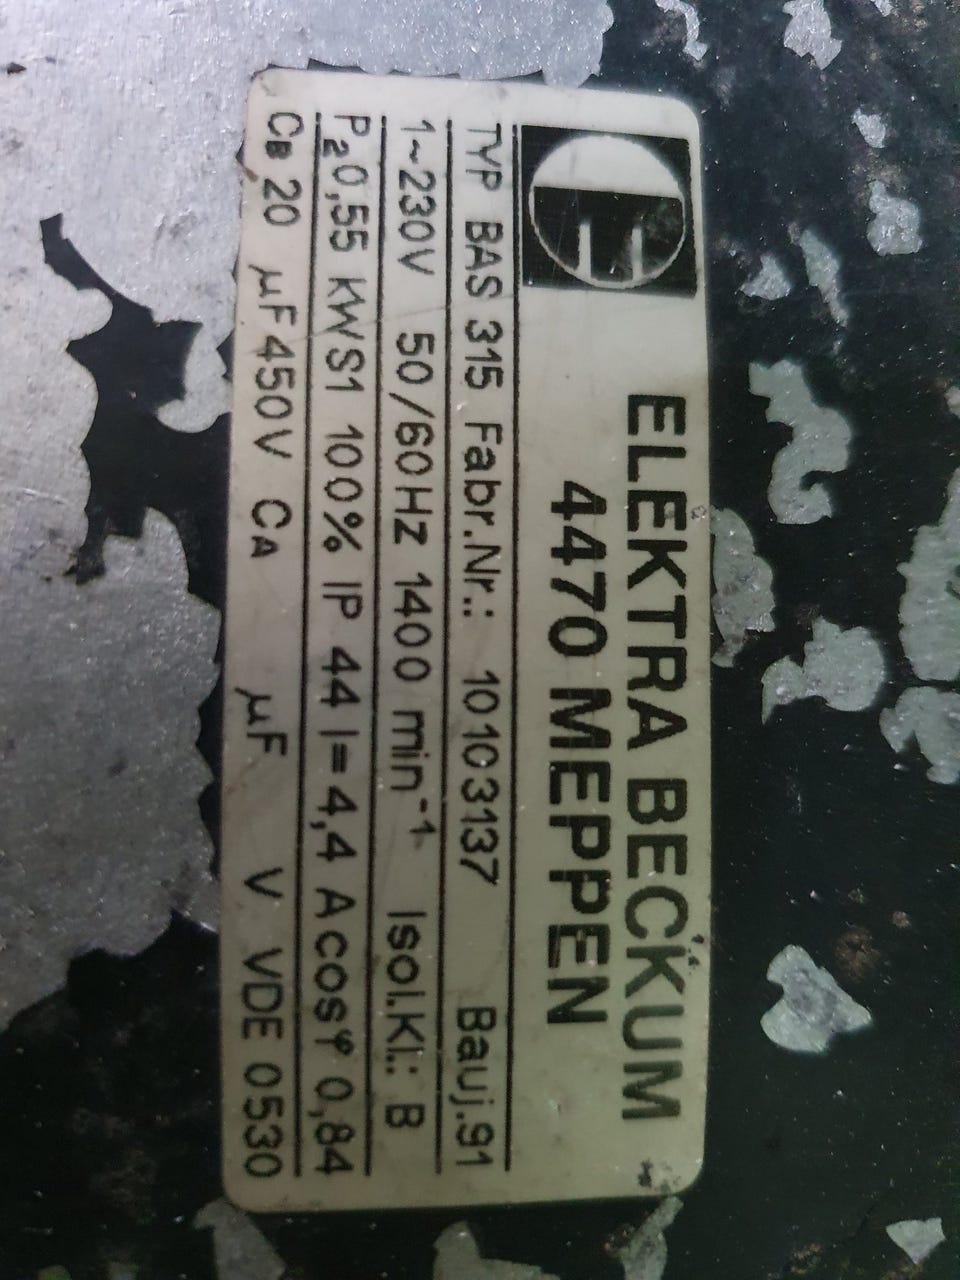 ELEKTRA BECKUM
4470 MEPPEN
TYP BAS 315 Fabr.Nr.: 10103137 Bauj.91
1~230V 50/60Hz 1400 min⁻¹ Isol.Kl.: B
P₂ 0,55 KW S1 100% IP 44 I=4,4 A cosφ 0,84
CB 20 µF 450V CA µF V VDE 0530